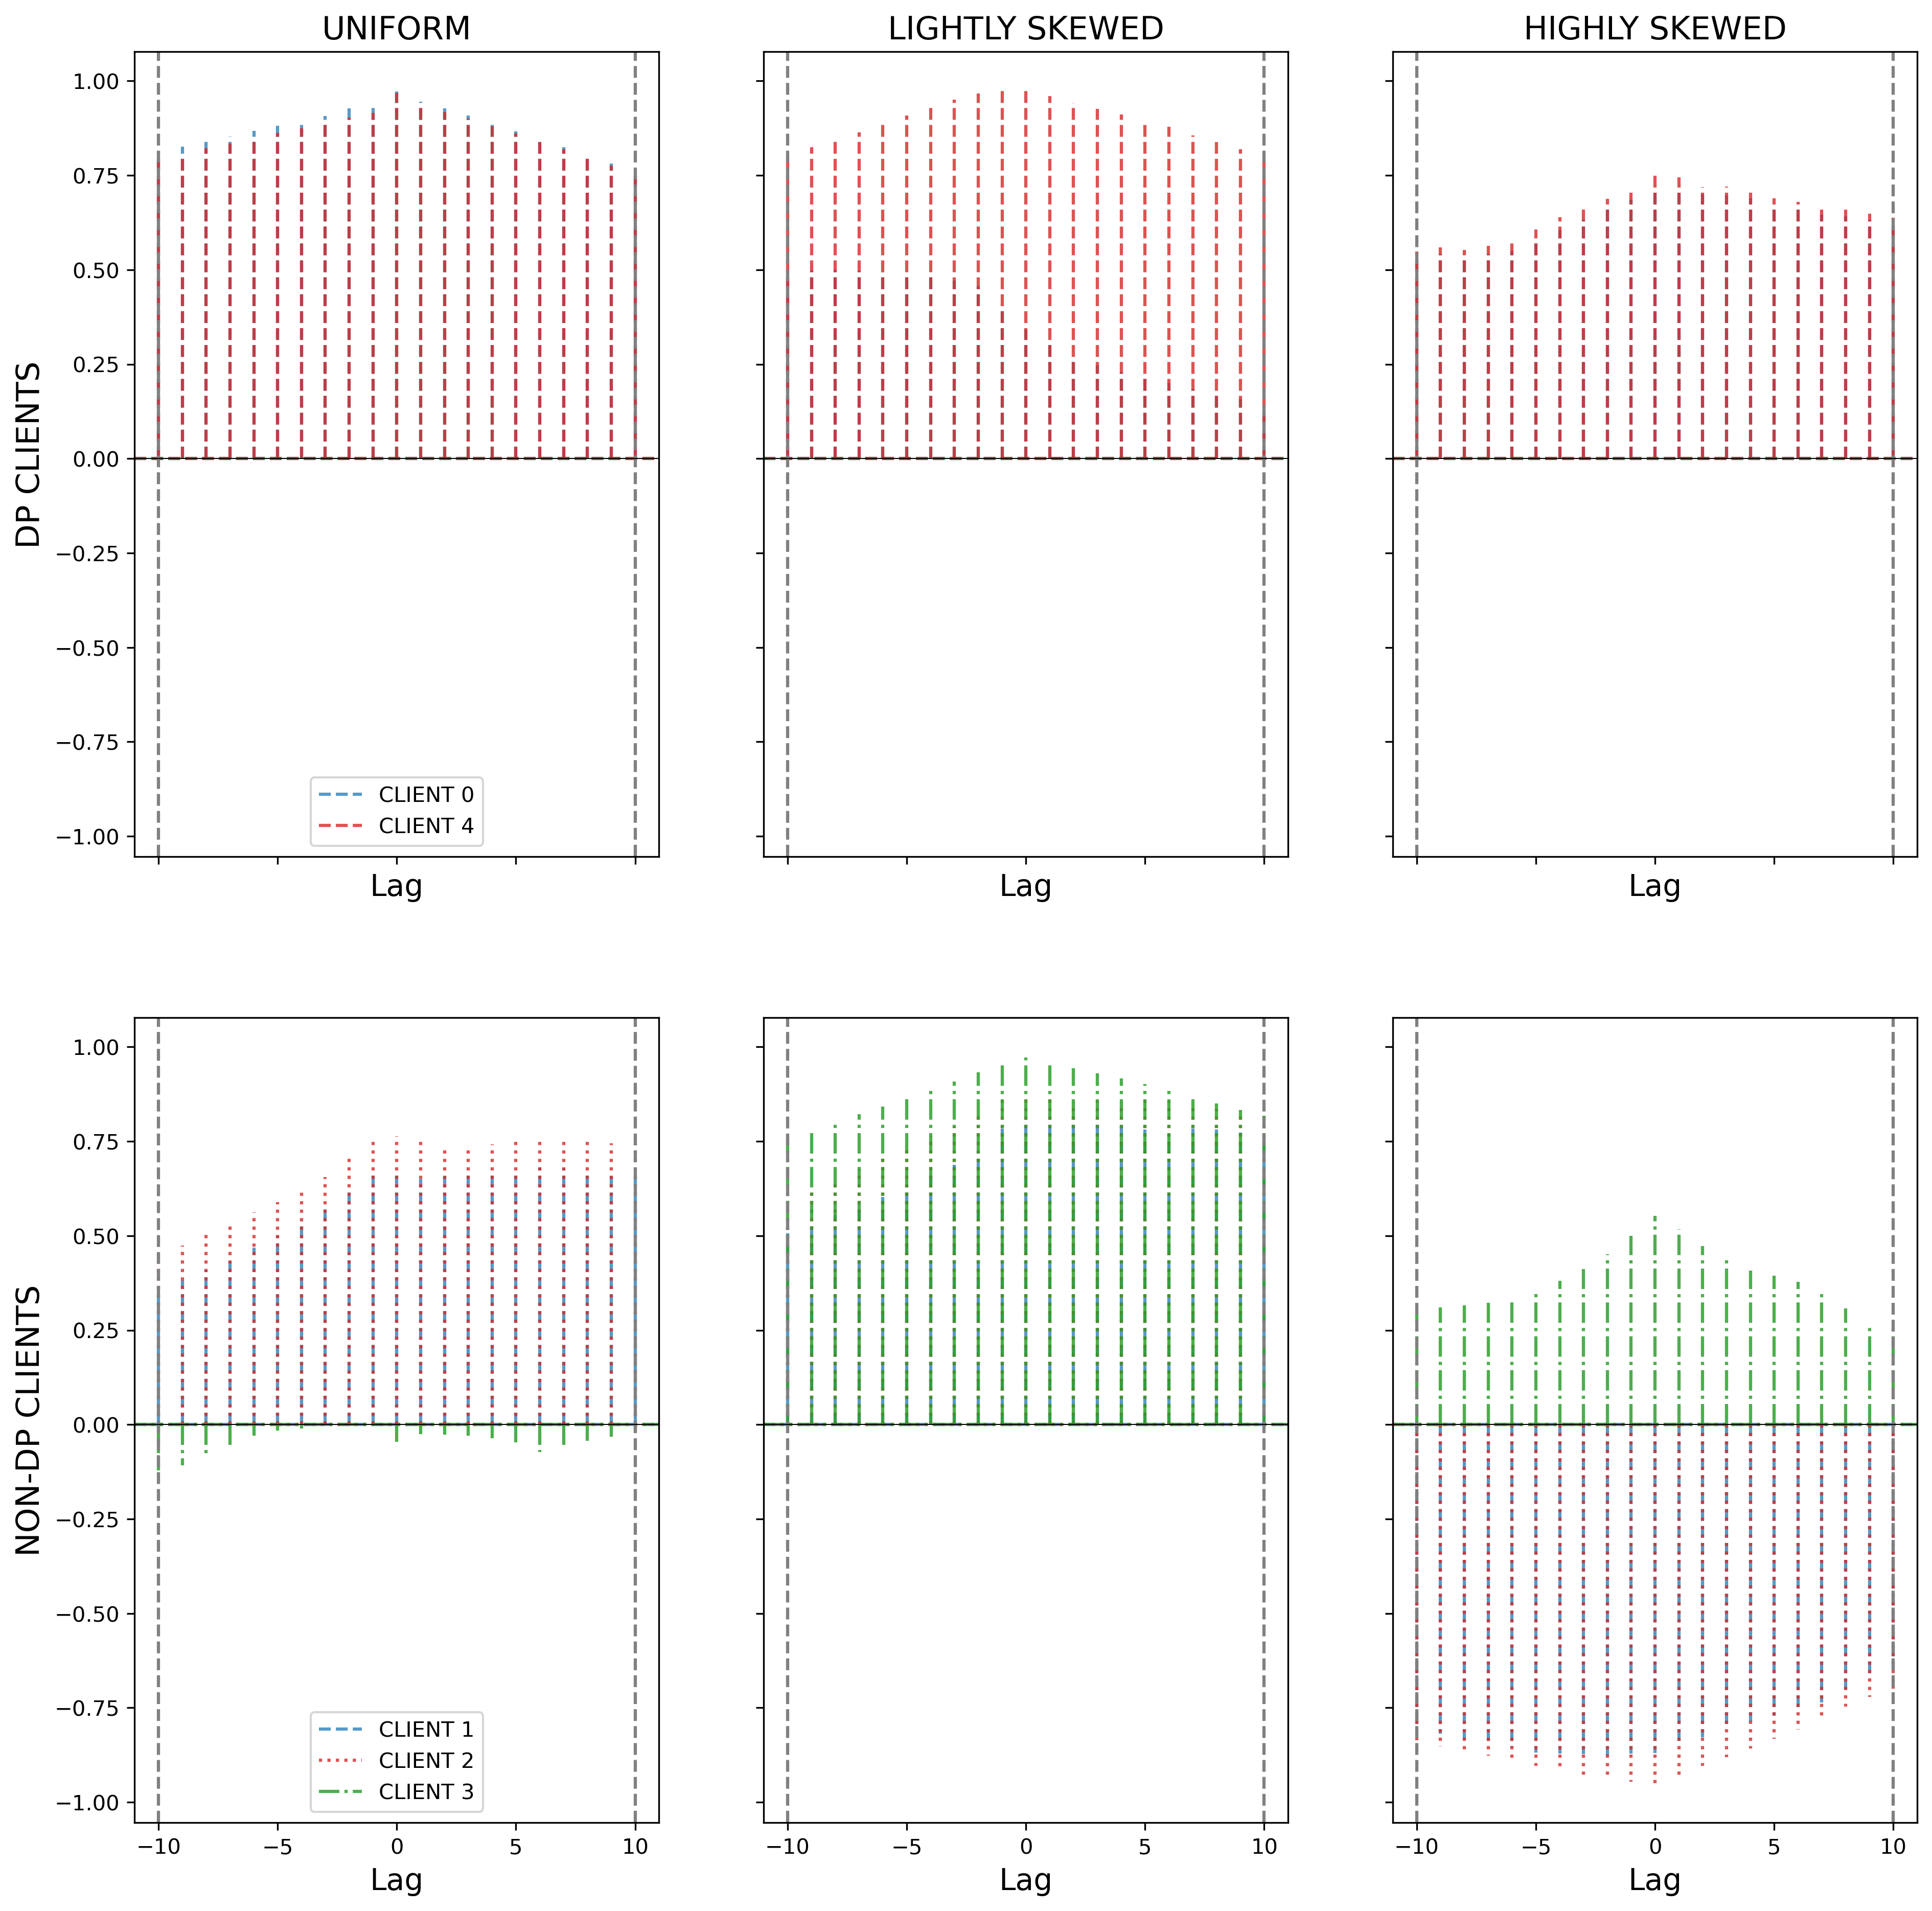 UNIFORM LIGHTLY SKEWED HIGHLY SKEWED
DP CLIENTS
1.00
0.75
0.50
0.25
0.00
−0.25
−0.50
−0.75
−1.00
CLIENT 0
CLIENT 4
Lag Lag Lag
NON-DP CLIENTS
1.00
0.75
0.50
0.25
0.00
−0.25
−0.50
−0.75
−1.00
CLIENT 1
CLIENT 2
CLIENT 3
−10 −5 0 5 10 −10 −5 0 5 10 −10 −5 0 5 10
Lag Lag Lag